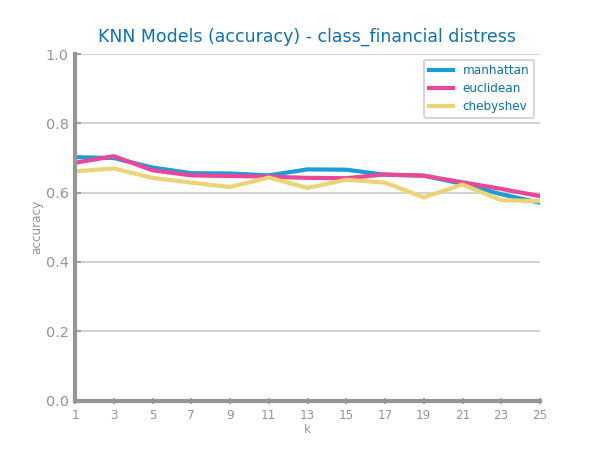 KNN Models (accuracy) - class_financial distress
manhattan
euclidean
chebyshev
1.0
0.8
0.6
0.4
0.2
0.0
accuracy
1 3 5 7 9 11 13 15 17 19 21 23 25
k